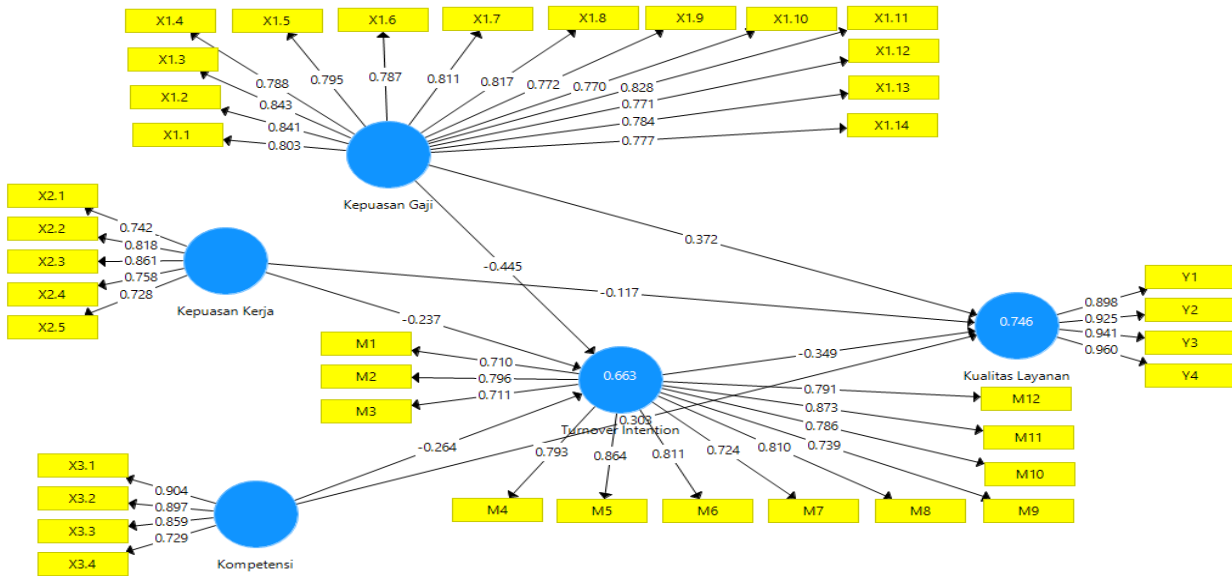 X1.4
X1.5
X1.6
X1.7
X1.8
X1.9
X1.10
X1.11
X1.3
X1.12
X1.2
X1.13
X1.1
X1.14
0.788
0.795
0.787
0.811
0.817
0.772
0.770
0.828
0.843
0.771
0.841
0.784
0.803
0.777
Kepuasan Gaji
X2.1
X2.2
X2.3
X2.4
X2.5
0.742
0.818
0.861
0.758
0.728
Kepuasan Kerja
0.372
-0.445
-0.117
-0.237
M1
M2
M3
0.710
0.796
0.711
0.663
Turnover Intention
-0.349
0.303
-0.264
0.746
Kualitas Layanan
0.898
0.925
0.941
0.960
Y1
Y2
Y3
Y4
0.791
0.873
0.786
0.739
M12
M11
M10
M9
0.793
0.864
0.811
0.724
0.810
M4
M5
M6
M7
M8
X3.1
X3.2
X3.3
X3.4
0.904
0.897
0.859
0.729
Kompetensi